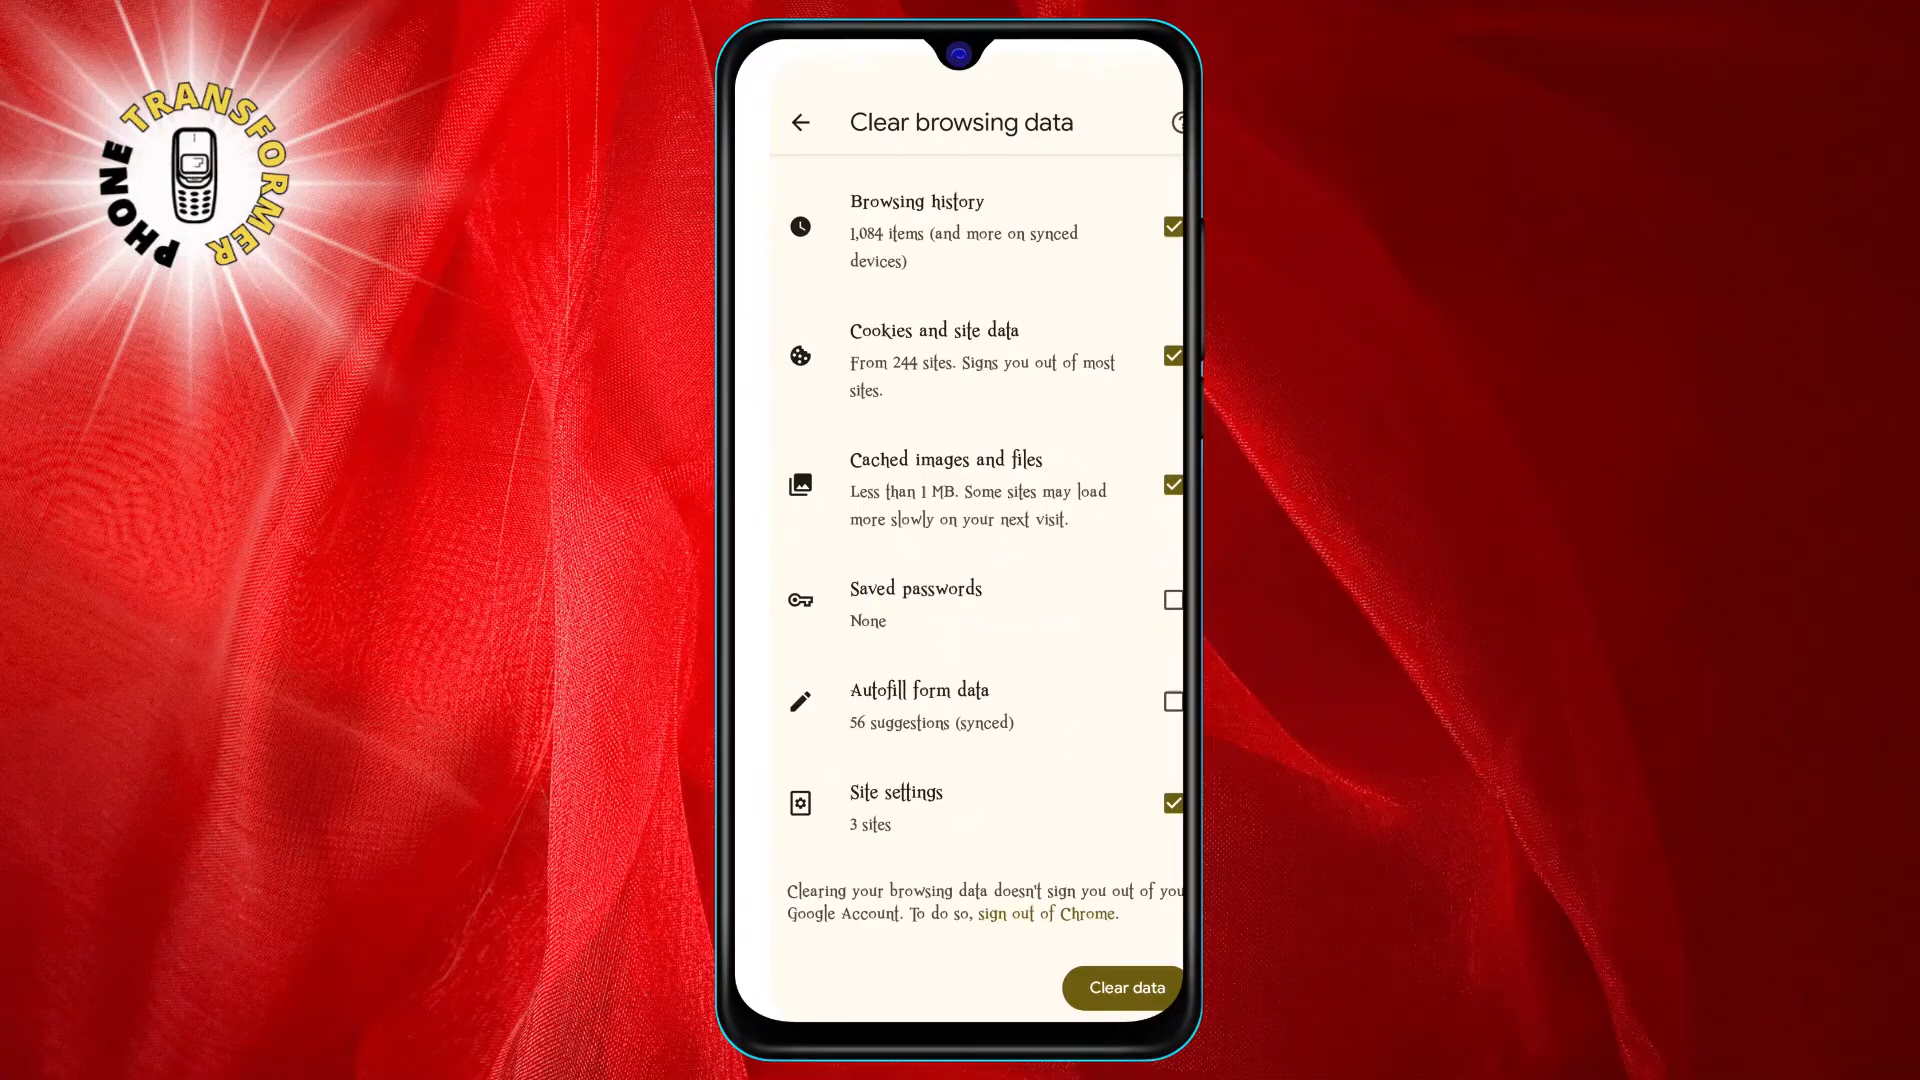 PHONE TRANSFORMER
Clear browsing data
Browsing history
1,084 items (and more on synced
devices)
Cookies and site data
From 244 sites. Signs you out of most
sites.
Cached images and files
Less than 1 MB. Some sites may load
more slowly on your next visit.
Saved passwords
None
Autofill form data
56 suggestions (synced)
Site settings
3 sites
Clearing your browsing data doesn't sign you out of you
Google Account. To do so, sign out of Chrome.
Clear data